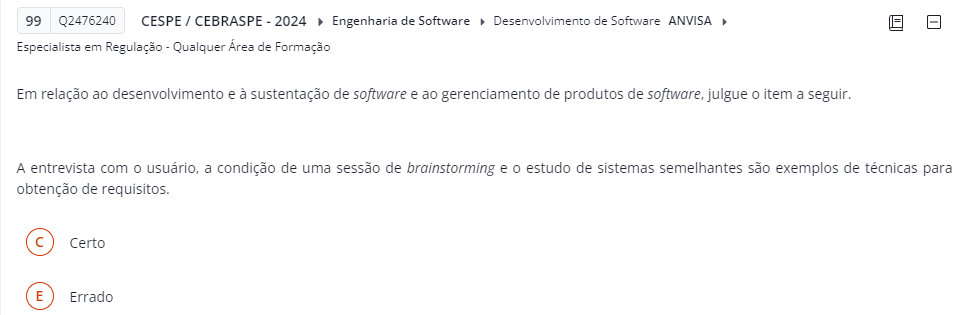 99 Q2476240 CESPE / CEBRASPE - 2024 Engenharia de Software Desenvolvimento de Software ANVISA
Especialista em Regulação - Qualquer Área de Formação
Em relação ao desenvolvimento e à sustentação de software e ao gerenciamento de produtos de software, julgue o item a seguir.
A entrevista com o usuário, a condição de uma sessão de brainstorming e o estudo de sistemas semelhantes são exemplos de técnicas para
obtenção de requisitos.
C Certo
E Errado